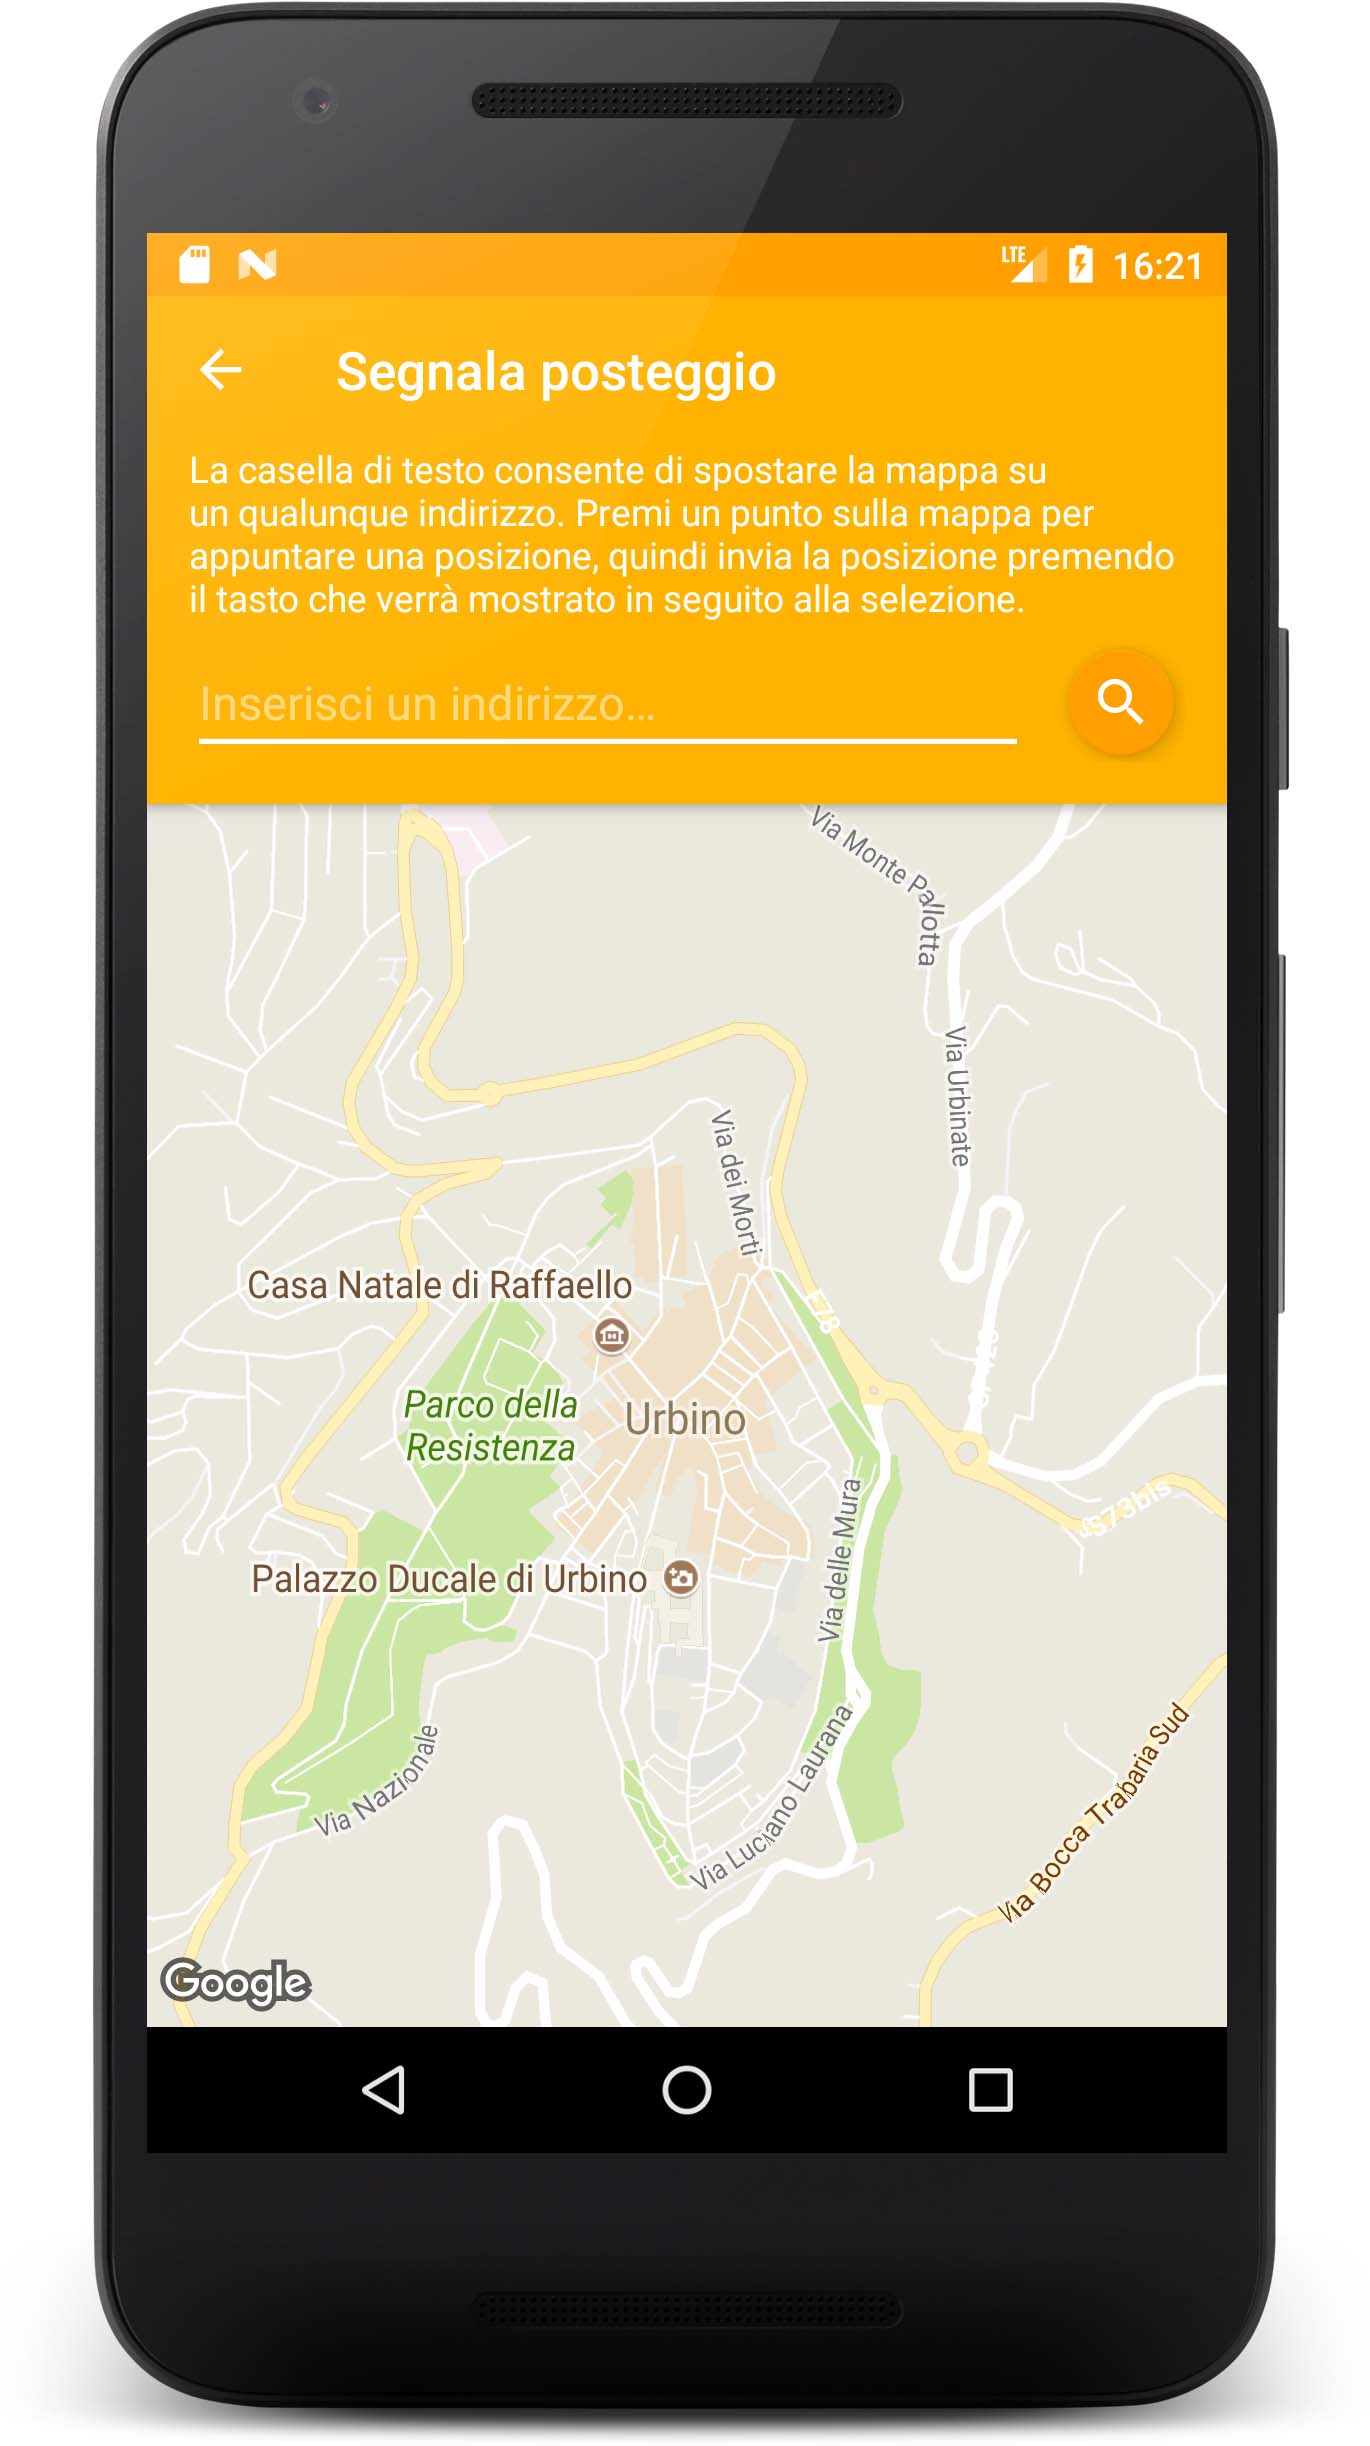 LTE 16:21
Segnala posteggio
La casella di testo consente di spostare la mappa su
un qualunque indirizzo. Premi un punto sulla mappa per
appuntare una posizione, quindi invia la posizione premendo
il tasto che verrà mostrato in seguito alla selezione.
Inserisci un indirizzo...
Via Monte Pallotta
Via Urbinate
Via dei Morti
Casa Natale di Raffaello
E78
Parco della
Resistenza
Urbino
SS73bis
Via delle Mura
Palazzo Ducale di Urbino
Via Nazionale
Via Luciano Laurana
Via Bocca Trabaria Sud
Google